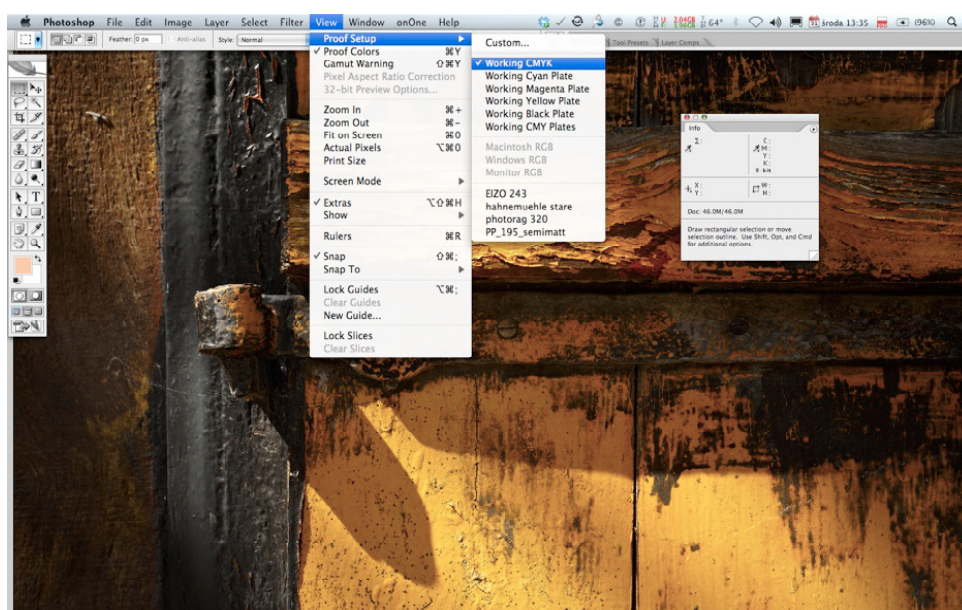 Photoshop File Edit Image Layer Select Filter View Window onOne Help
64° środa 13:35 (96%)
Feather: 0 px Anti-alias Style: Normal
Tool Presets Layer Comps
Proof Setup
Proof Colors ⌘Y
Gamut Warning ⇧⌘Y
Pixel Aspect Ratio Correction
32-bit Preview Options...
Zoom In ⌘+
Zoom Out ⌘-
Fit on Screen ⌘0
Actual Pixels ⌥⌘0
Print Size
Screen Mode
Extras ⌥⇧⌘H
Show
Rulers ⌘R
Snap ⇧⌘;
Snap To
Lock Guides ⌥⌘;
Clear Guides
New Guide...
Lock Slices
Clear Slices
Custom...
Working CMYK
Working Cyan Plate
Working Magenta Plate
Working Yellow Plate
Working Black Plate
Working CMY Plates
Macintosh RGB
Windows RGB
Monitor RGB
EIZO 243
hahnemuehle stare
photorag 320
PP_195_semimatt
Info
Σ: C:
M:
Y:
K:
8-bit
X: W:
Y: H:
Doc: 46.0M/46.0M
Draw rectangular selection or move
selection outline. Use Shift, Opt, and Cmd
for additional options.